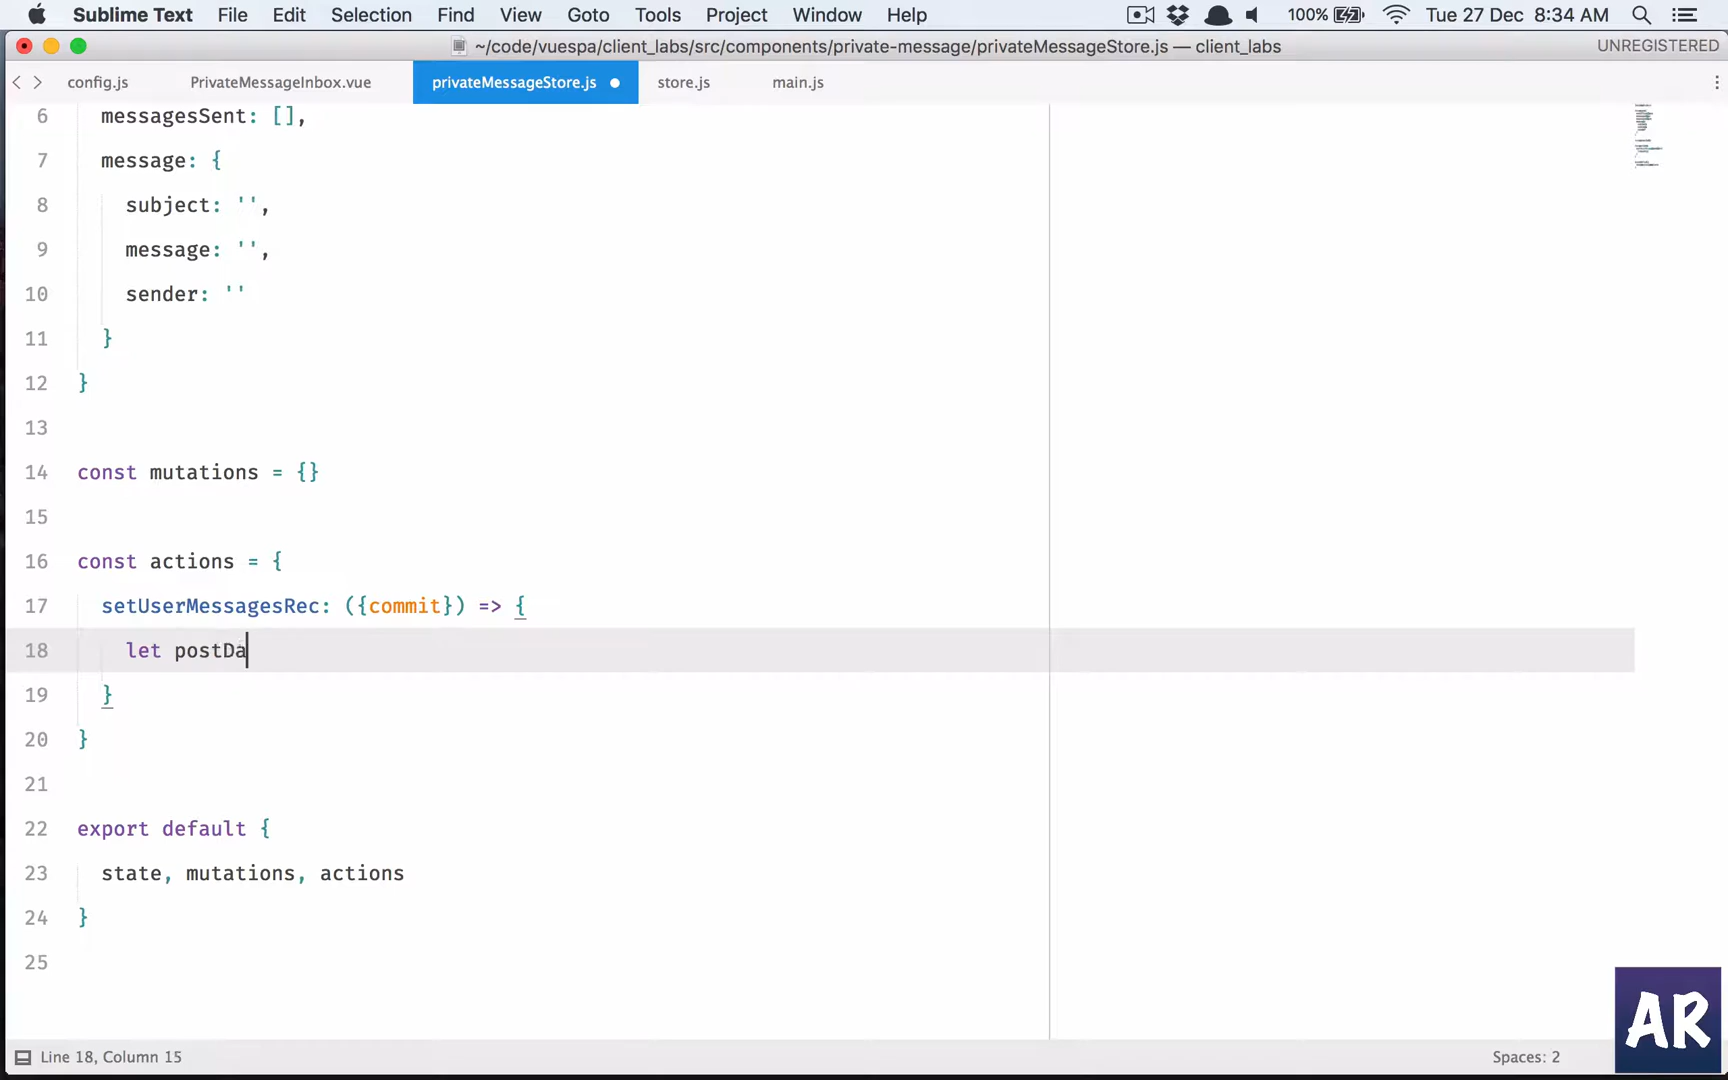 Sublime Text File Edit Selection Find View Goto Tools Project Window Help 100% Tue 27 Dec 8:34 AM
~/code/vuespa/client_labs/src/components/private-message/privateMessageStore.js — client_labs UNREGISTERED
config.js PrivateMessageInbox.vue privateMessageStore.js store.js main.js
6 messagesSent: [],
7 message: {
8 subject: '',
9 message: '',
10 sender: ''
11 }
12 }
13
14 const mutations = {}
15
16 const actions = {
17 setUserMessagesRec: ({commit}) => {
18 let postDa
19 }
20 }
21
22 export default {
23 state, mutations, actions
24 }
25
AR
Line 18, Column 15 Spaces: 2